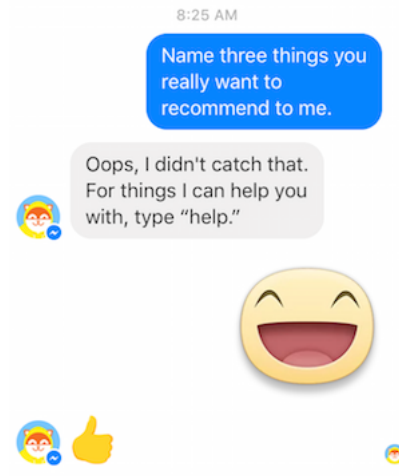 8:25 AM
Name three things you
really want to
recommend to me.
Oops, I didn't catch that.
For things I can help you
with, type “help.”